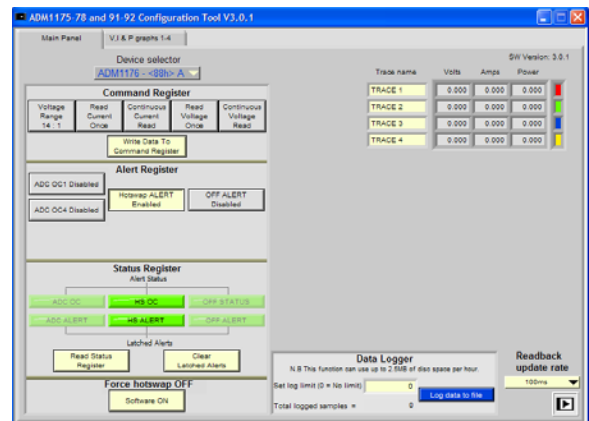 ADM1175-78 and 91-92 Configuration Tool V3.0.1
Main Panel
V,I & P graphs 1-4
SW Version: 3.0.1
Device selector
ADM1176 - <88h> A
Command Register
Voltage Range 14 : 1
Read Current Once
Continuous Current Read
Read Voltage Once
Continuous Voltage Read
Write Data To Command Register
Alert Register
ADC OC1 Disabled
ADC OC4 Disabled
Hotswap ALERT Enabled
OFF ALERT Disabled
Status Register
Alert Status
ADC OC
HS OC
OFF STATUS
ADC ALERT
HS ALERT
OFF ALERT
Latched Alerts
Read Status Register
Clear Latched Alerts
Force hotswap OFF
Software ON
Trace name Volts Amps Power
TRACE 1 0.000 0.000 0.000
TRACE 2 0.000 0.000 0.000
TRACE 3 0.000 0.000 0.000
TRACE 4 0.000 0.000 0.000
Data Logger
N.B This function can use up to 2.5MB of disc space per hour.
Set log limit (0 = No limit) 0
Log data to file
Total logged samples = 0
Readback update rate
100ms